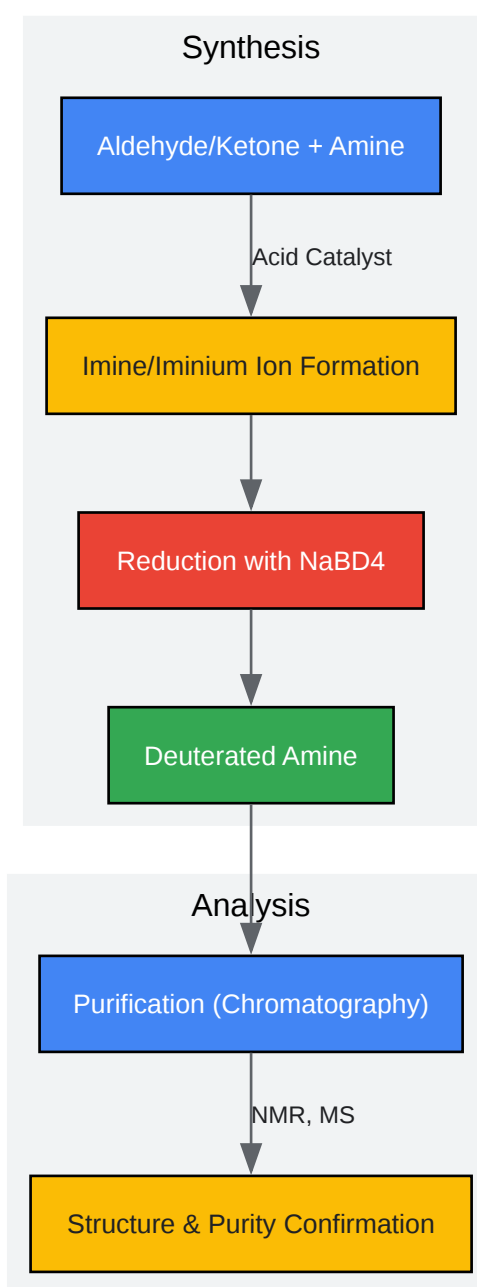 Synthesis
Aldehyde/Ketone + Amine
Acid Catalyst
Imine/Iminium Ion Formation
Reduction with NaBD4
Deuterated Amine
Analysis
Purification (Chromatography)
NMR, MS
Structure & Purity Confirmation